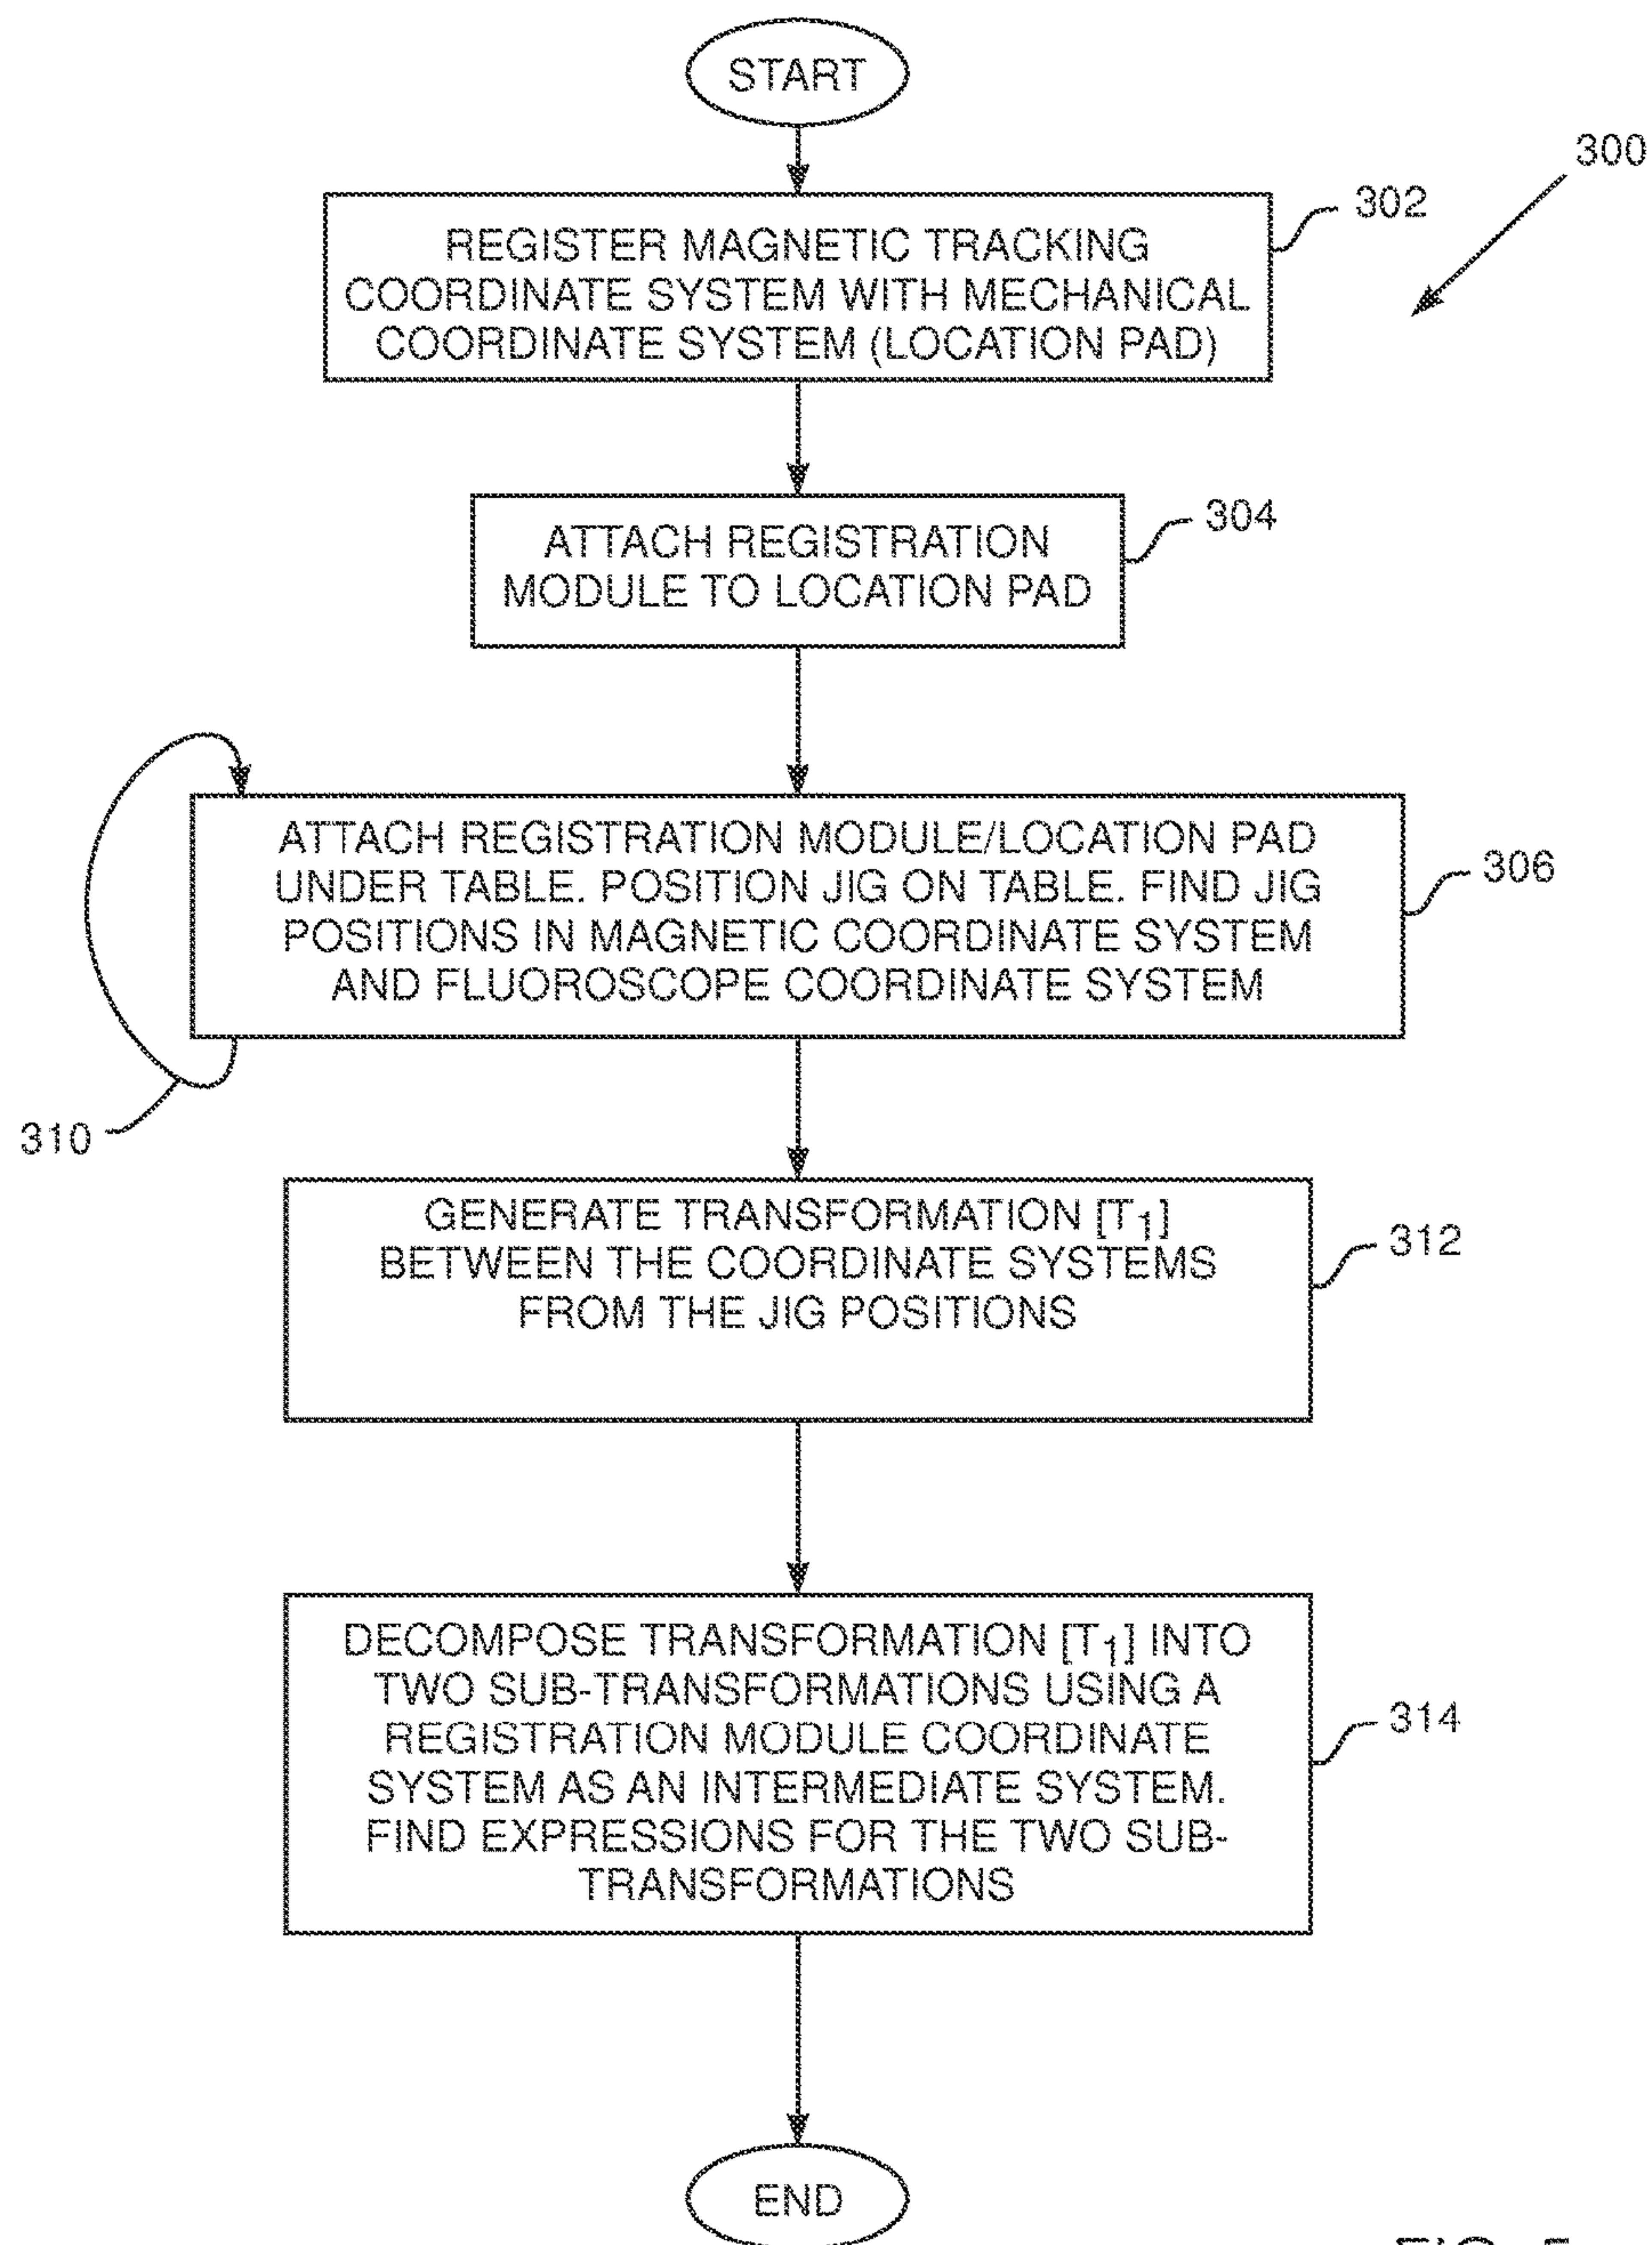 START
300
302
REGISTER MAGNETIC TRACKING
COORDINATE SYSTEM WITH MECHANICAL
COORDINATE SYSTEM (LOCATION PAD)
304
ATTACH REGISTRATION
MODULE TO LOCATION PAD
ATTACH REGISTRATION MODULE/LOCATION PAD
UNDER TABLE. POSITION JIG ON TABLE. FIND JIG
POSITIONS IN MAGNETIC COORDINATE SYSTEM
AND FLUOROSCOPE COORDINATE SYSTEM
306
310
GENERATE TRANSFORMATION [T1]
BETWEEN THE COORDINATE SYSTEMS
FROM THE JIG POSITIONS
312
DECOMPOSE TRANSFORMATION [T1] INTO
TWO SUB-TRANSFORMATIONS USING A
REGISTRATION MODULE COORDINATE
SYSTEM AS AN INTERMEDIATE SYSTEM.
FIND EXPRESSIONS FOR THE TWO SUB-
TRANSFORMATIONS
314
END